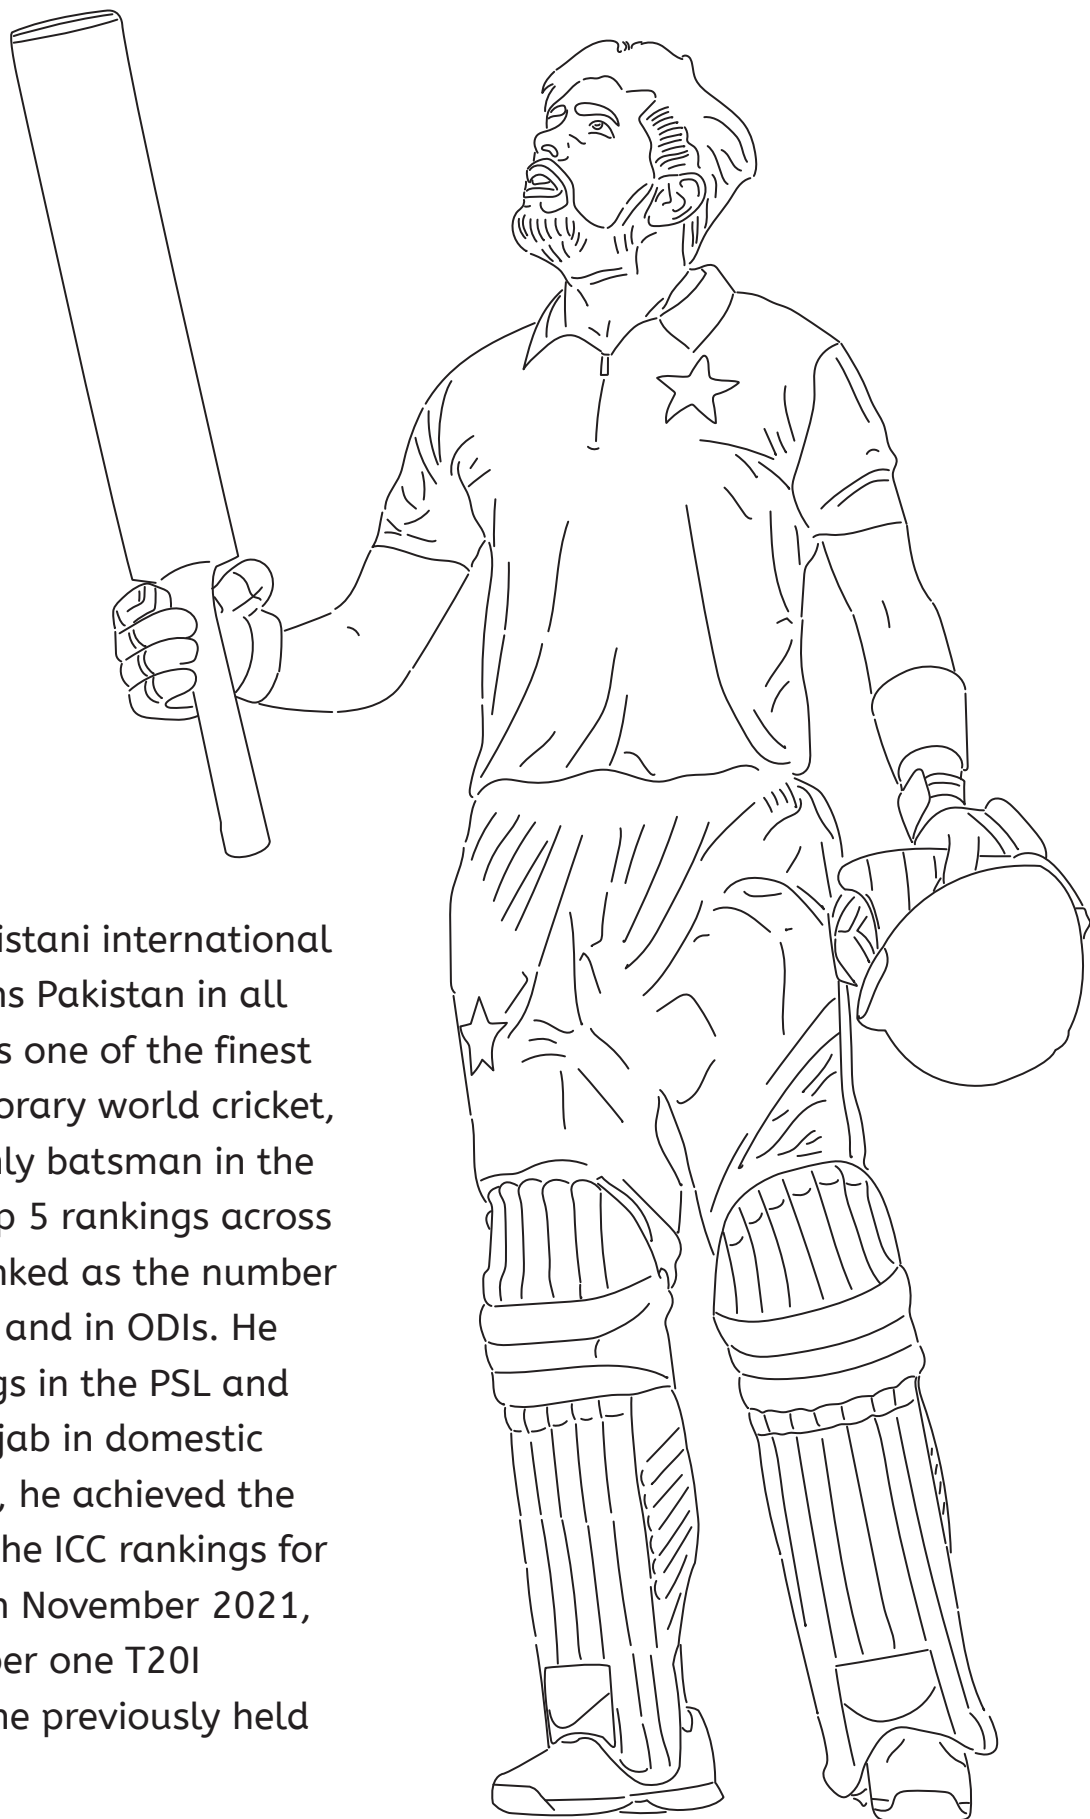 istani international
ns Pakistan in all
s one of the finest
orary world cricket,
nly batsman in the
p 5 rankings across
nked as the number
and in ODIs. He
gs in the PSL and
jab in domestic
, he achieved the
he ICC rankings for
n November 2021,
ber one T20I
he previously held